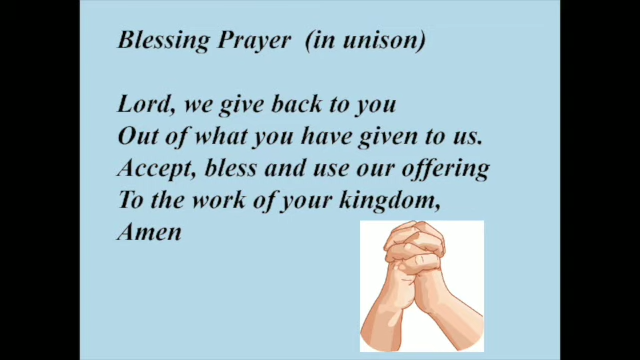 Blessing Prayer (in unison)
Lord, we give back to you
Out of what you have given to us.
Accept, bless and use our offering
To the work of your kingdom,
Amen